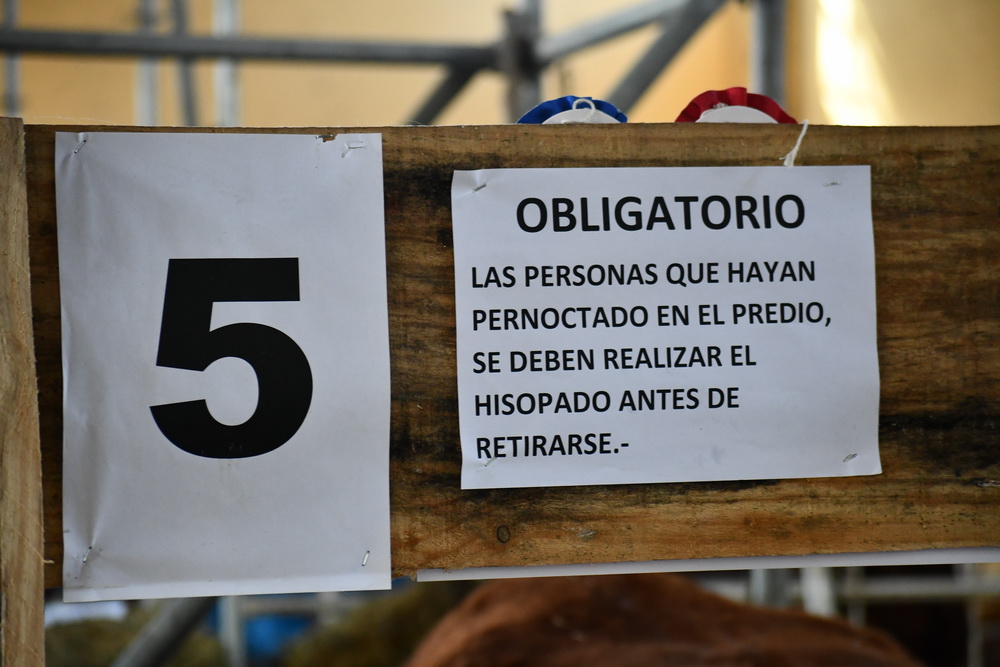 5
OBLIGATORIO
LAS PERSONAS QUE HAYAN
PERNOCTADO EN EL PREDIO,
SE DEBEN REALIZAR EL
HISOPADO ANTES DE
RETIRARSE.-